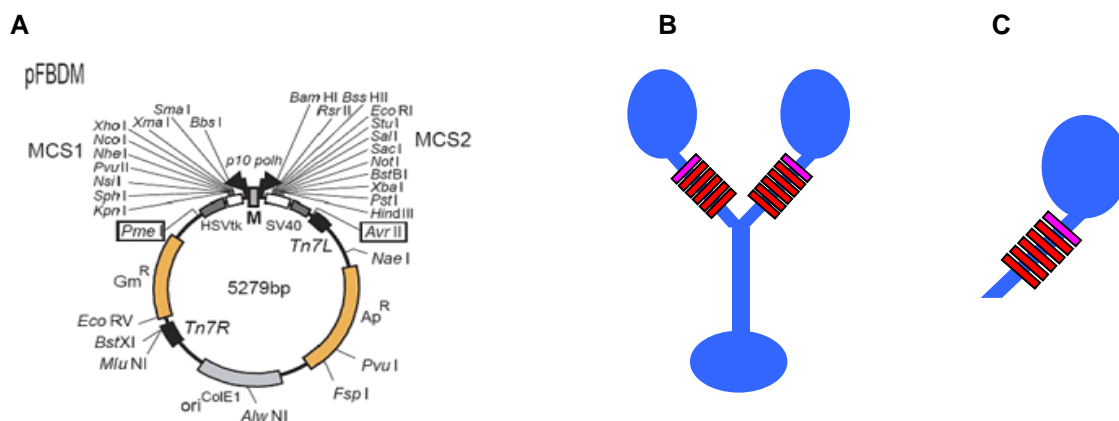 A
B
C
pFBDM
MCS1
Xho I
Nco I
Nhe I
Pvu II
Nsi I
Sph I
Kpn I
Xma I
Sma I
Bbs I
p10 polh
Bam HI
Rsr II
Bss HII
Eco RI
Stu I
Sal I
Sac I
Not I
BstB I
Xba I
Pst I
Hind III
MCS2
Pme I
HSVtk
M
SV40
Avr II
Tn7L
Nae I
Gm R
5279bp
Ap R
Eco RV
BstXI
Mlu NI
Tn7R
Pvu I
Fsp I
ori ColE1
Alw NI